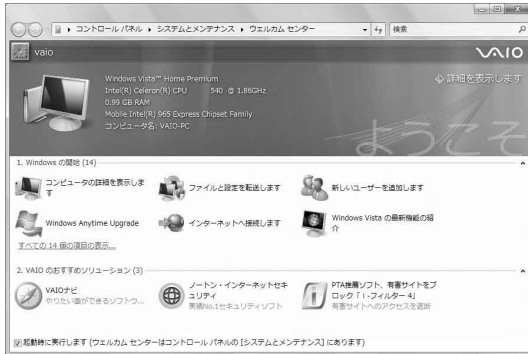 コントロール パネル ▸ システムとメンテナンス ▸ ウエルカム センター
検索
vaio
VAIO
Windows Vista™ Home Premium
詳細を表示します
Intel(R) Celeron(R) CPU 540 @ 1.86GHz
0.99 GB RAM
Mobile Intel(R) 965 Express Chipset Family
コンピュータ名: VAIO-PC
ようこそ
1. Windows の開始 (14)
コンピュータの詳細を表示しま
す
ファイルと設定を転送します
新しいユーザーを追加します
Windows Anytime Upgrade
インターネットへ接続します
Windows Vista の最新機能の紹
介
すべての 14 個の項目の表示...
2. VAIO のおすすめソリューション (3)
VAIOナビ
やりたい事ができるソフトウ...
ノートン・インターネットセキ
ュリティ
実績No.1セキュリティソフト
PTA推薦ソフト、有害サイトをブ
ロック「i -フィルター 4」
有害サイトへのアクセスを遮断
起動時に実行します (ウェルカム センターはコントロール パネルの [システムとメンテナンス] にあります)